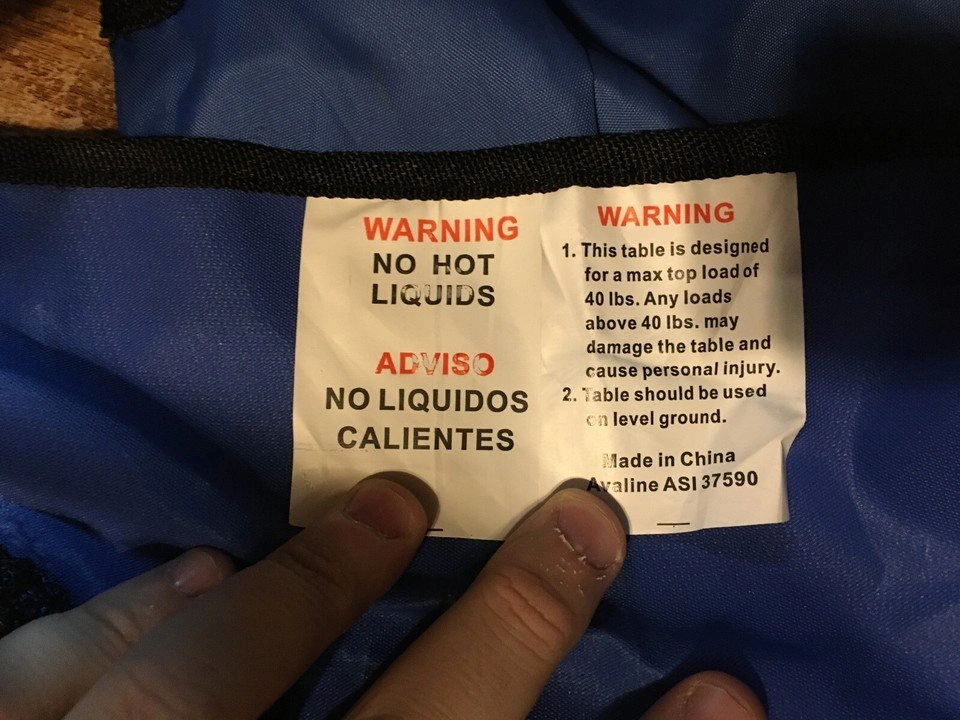 WARNING
NO HOT
LIQUIDS
ADVISO
NO LIQUIDOS
CALIENTES
WARNING
1. This table is designed
for a max top load of
40 lbs. Any loads
above 40 lbs. may
damage the table and
cause personal injury.
2. Table should be used
on level ground.
Made in China
Avaline ASI 37590